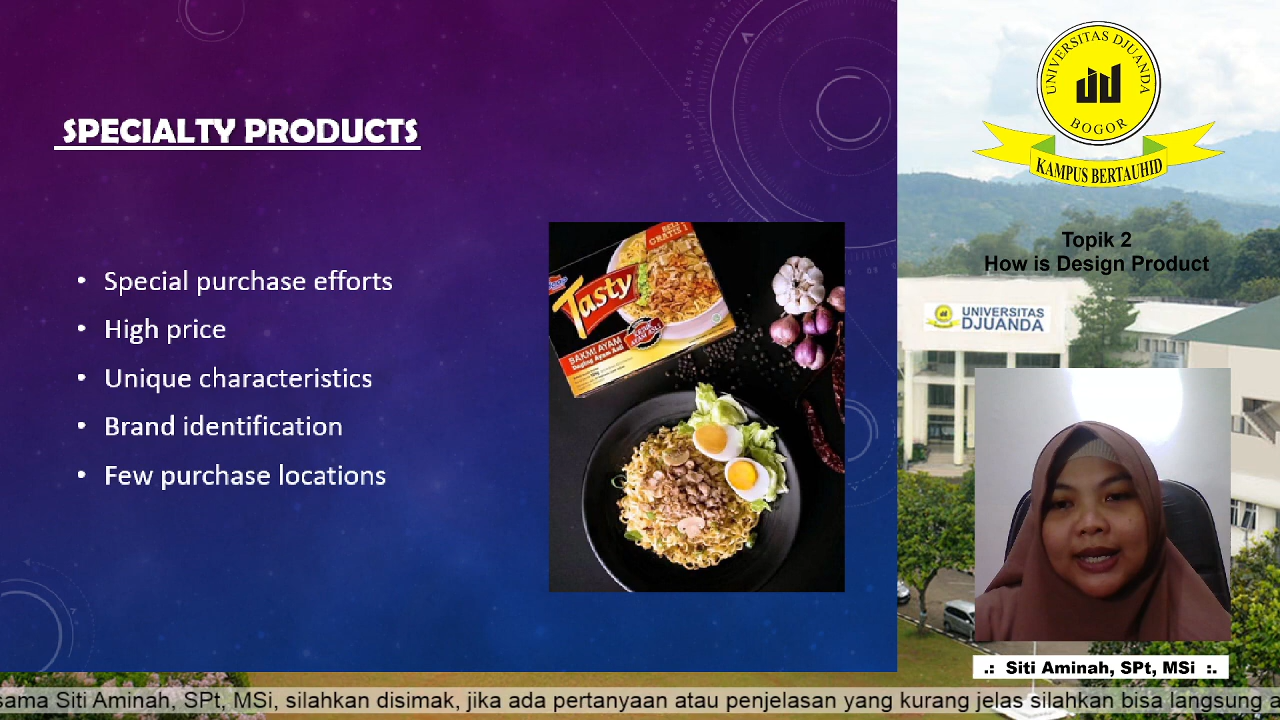 SPECIALTY PRODUCTS
• Special purchase efforts
• High price
• Unique characteristics
• Brand identification
• Few purchase locations
GRATIS 1
Tasty
BAKMI AYAM
UNIVERSITAS DJUANDA
BOGOR
KAMPUS BERTAUHID
Topik 2
How is Design Product
UNIVERSITAS
DJUANDA
.: Siti Aminah, SPt, MSi :.
sama Siti Aminah, SPt, MSi, silahkan disimak, jika ada pertanyaan atau penjelasan yang kurang jelas silahkan bisa langsung a